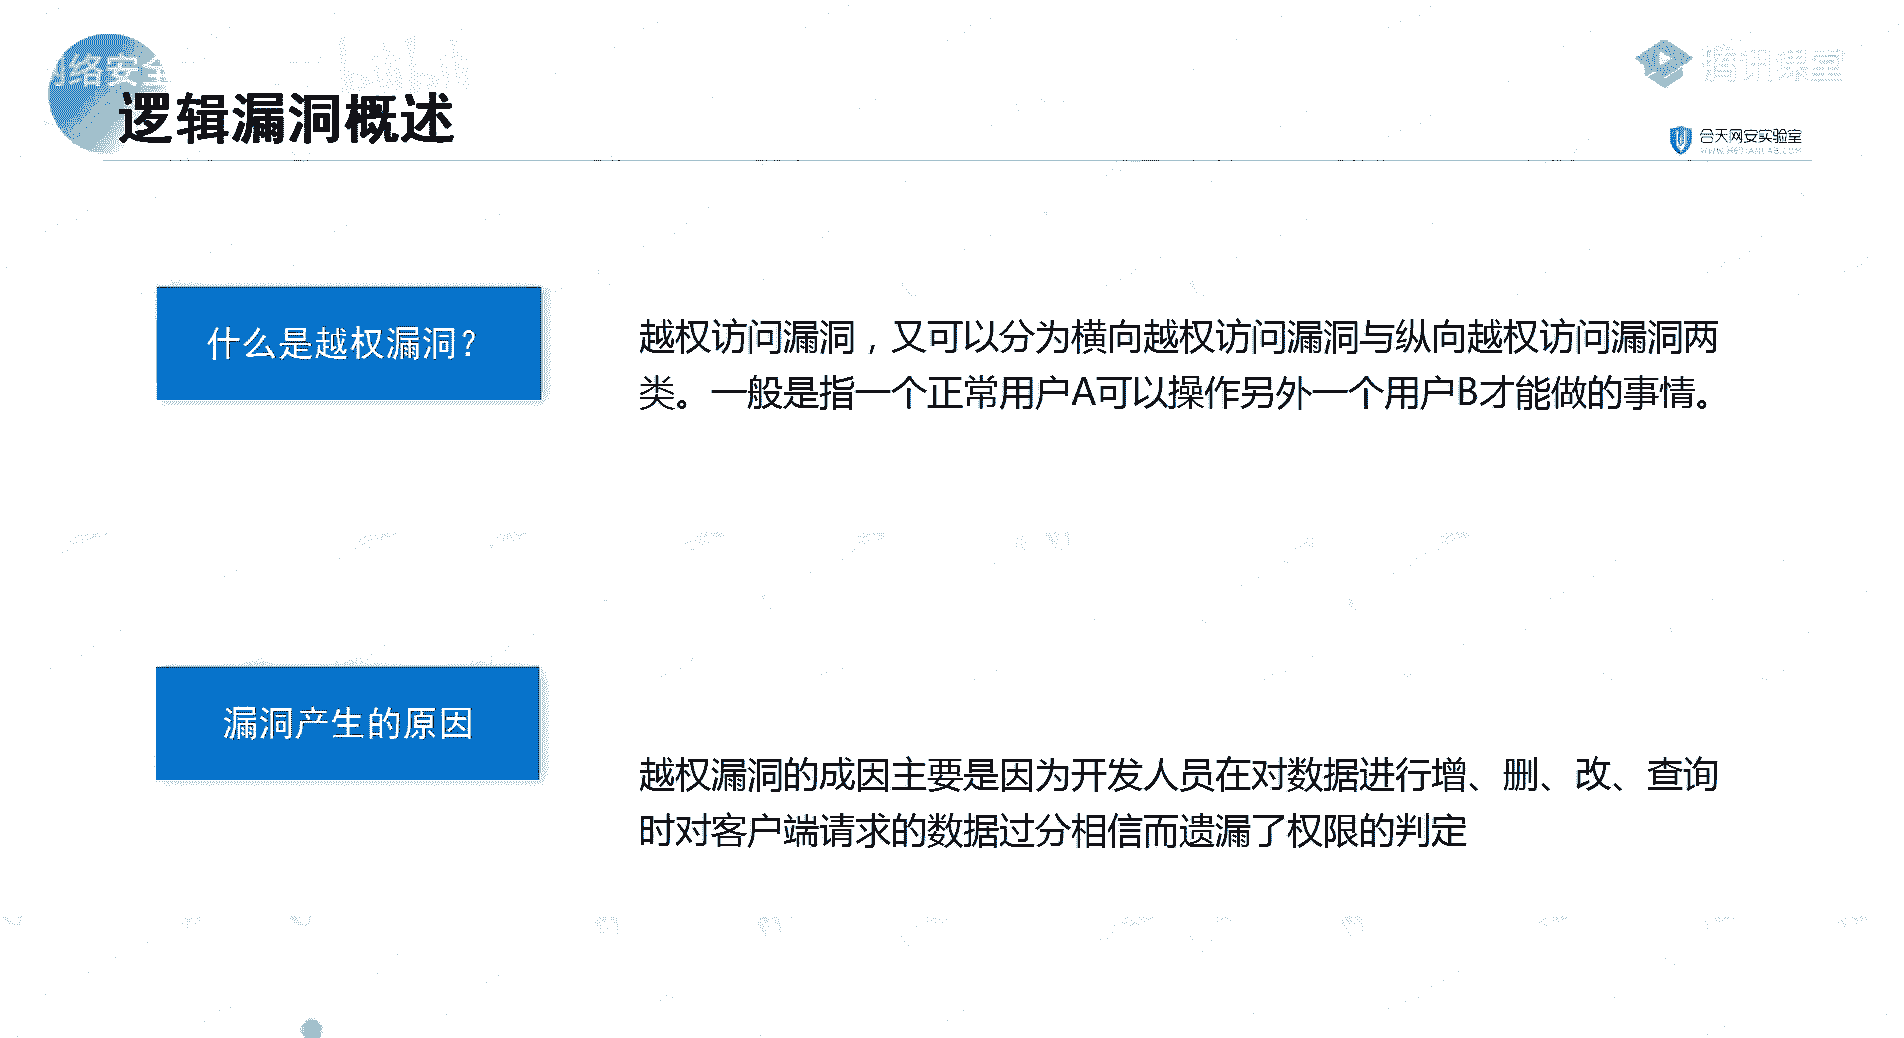 网络安全
逻辑漏洞概述
腾讯课堂
合天网安实验室
WWW.HETIANLAB.COM
什么是越权漏洞？
越权访问漏洞，又可以分为横向越权访问漏洞与纵向越权访问漏洞两
类。一般是指一个正常用户A可以操作另外一个用户B才能做的事情。
漏洞产生的原因
越权漏洞的成因主要是因为开发人员在对数据进行增、删、改、查询
时对客户端请求的数据过分相信而遗漏了权限的判定